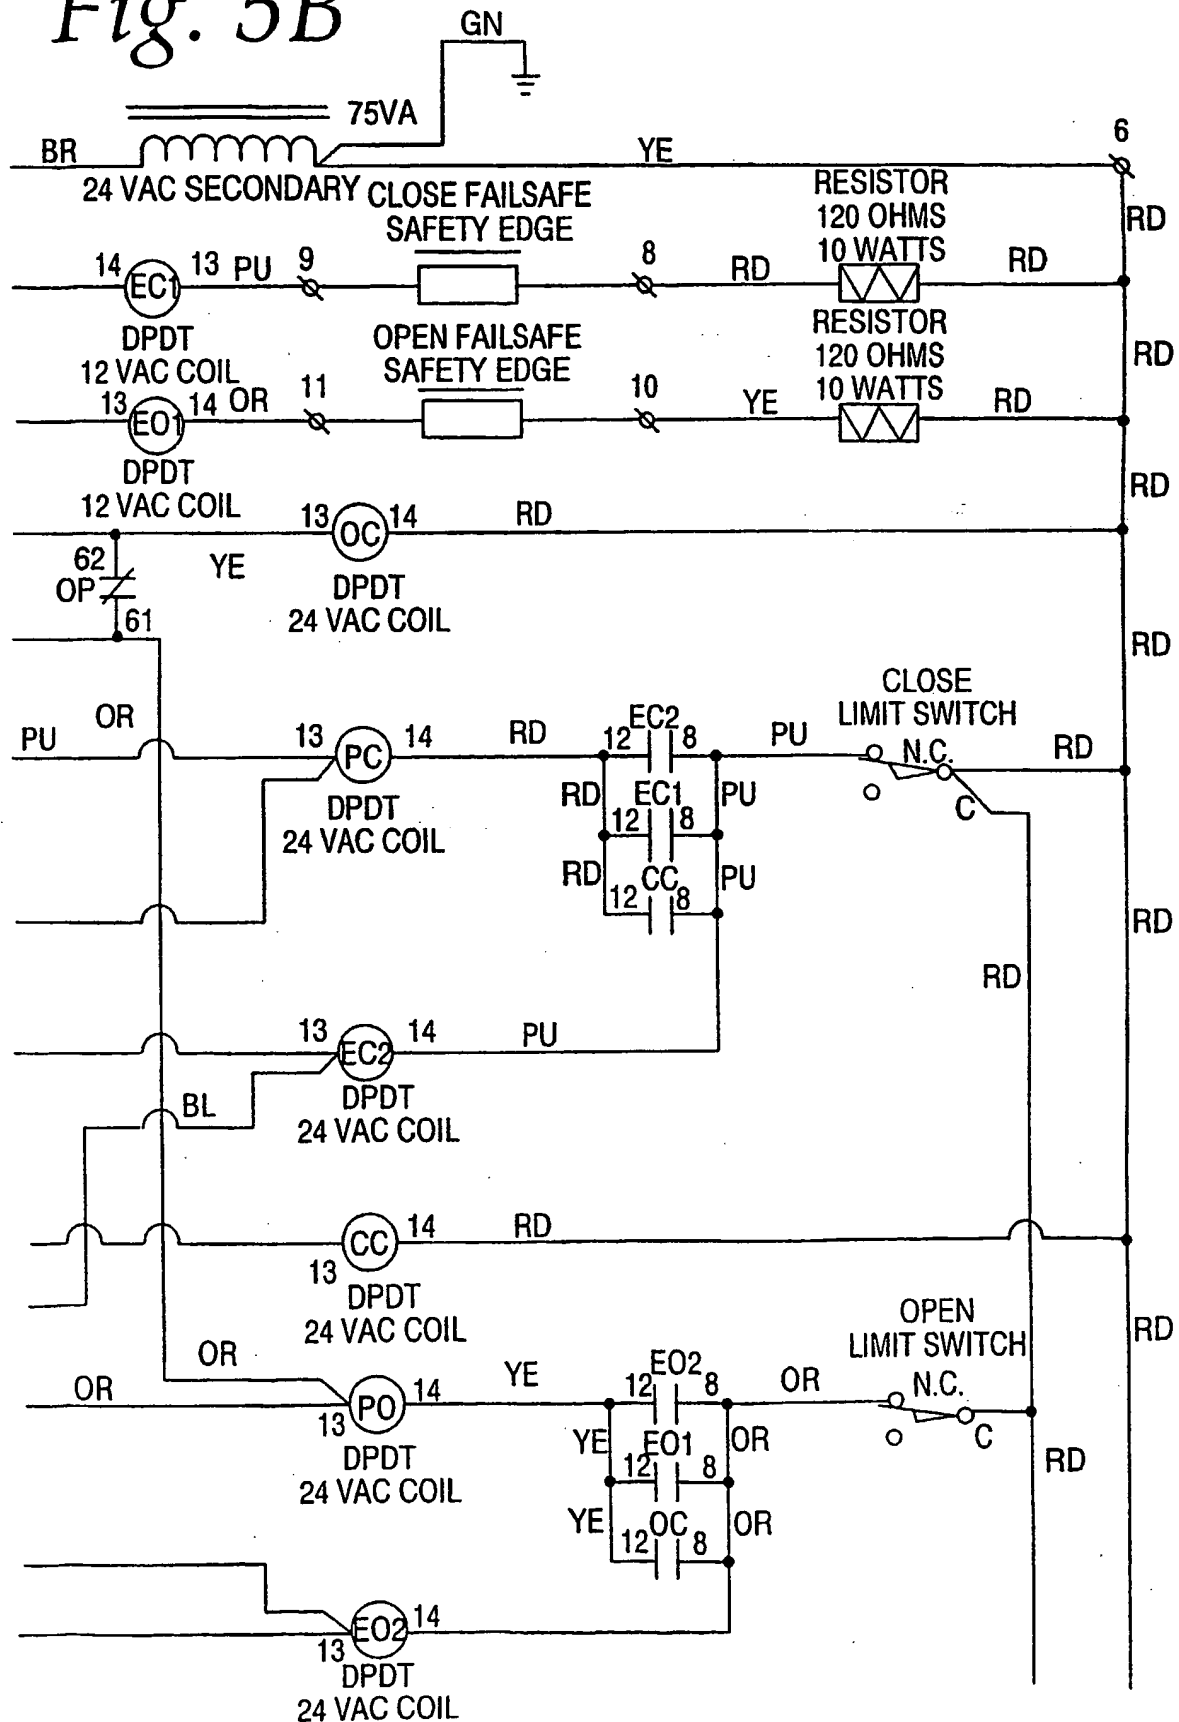 Fig. 5B
GN
75VA
BR
YE
6
24 VAC SECONDARY
CLOSE FAILSAFE
SAFETY EDGE
RESISTOR
120 OHMS
10 WATTS
RD
14
EC1
13
PU
9
8
RD
RD
DPDT
12 VAC COIL
OPEN FAILSAFE
SAFETY EDGE
RESISTOR
120 OHMS
10 WATTS
RD
13
EO1
14
OR
11
10
YE
RD
DPDT
12 VAC COIL
RD
13
OC
14
RD
62
OP
YE
61
DPDT
24 VAC COIL
RD
CLOSE
LIMIT SWITCH
OR
PU
13
PC
14
RD
EC2
12
8
PU
N.C.
RD
DPDT
24 VAC COIL
RD
EC1
PU
12
8
C
RD
CC
PU
12
8
RD
RD
13
EC2
14
PU
BL
DPDT
24 VAC COIL
CC
14
RD
13
DPDT
24 VAC COIL
OPEN
LIMIT SWITCH
RD
OR
OR
PO
14
13
YE
EO2
12
8
OR
N.C.
C
DPDT
24 VAC COIL
YE
EO1
OR
12
8
RD
YE
OC
OR
12
8
EO2
14
13
DPDT
24 VAC COIL